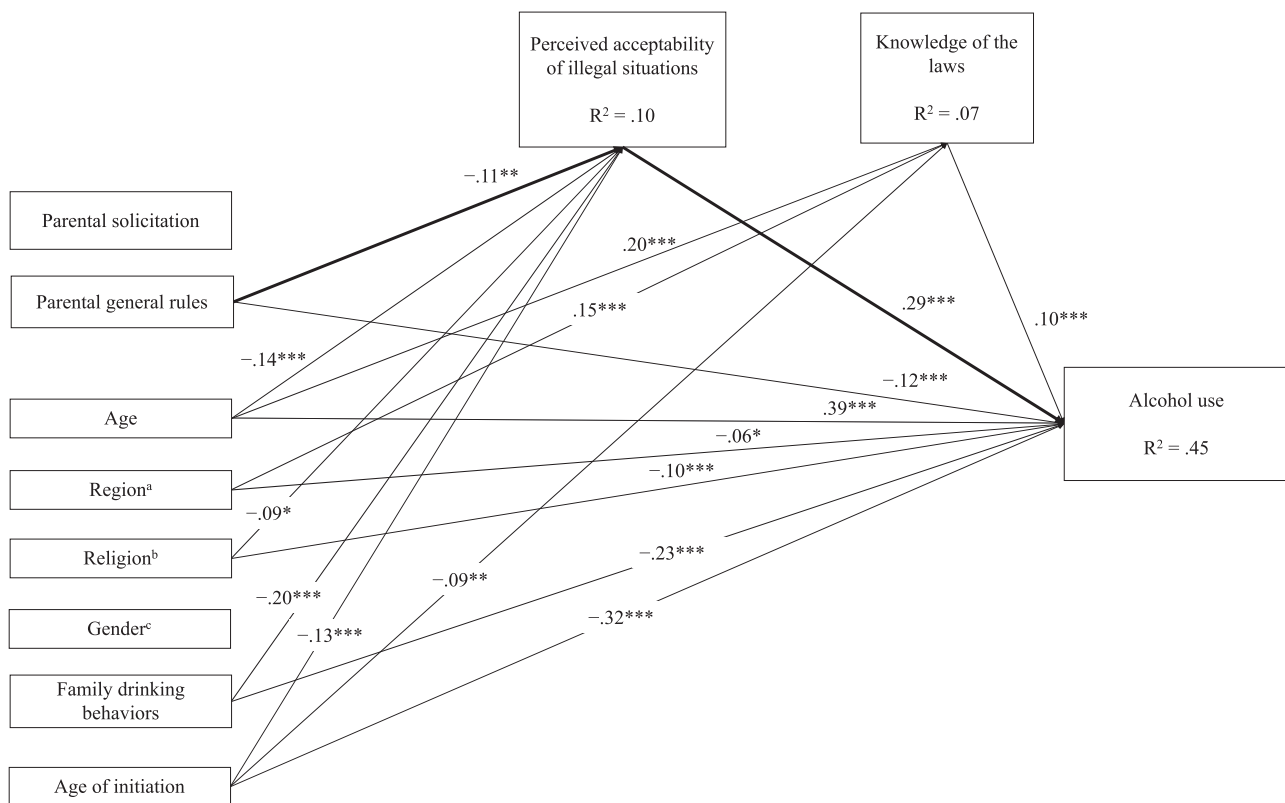 Perceived acceptability
of illegal situations
R² = .10
Knowledge of the
laws
R² = .07
−.11**
Parental solicitation
.20***
Parental general rules
.15***
.29***
.10***
−.14***
−.12***
Alcohol use
R² = .45
Age
.39***
−.06*
−.10***
Regionᵃ
−.09*
Religionᵇ
−.23***
−.09**
−.20***
Genderᶜ
−.13***
−.32***
Family drinking
behaviors
Age of initiation